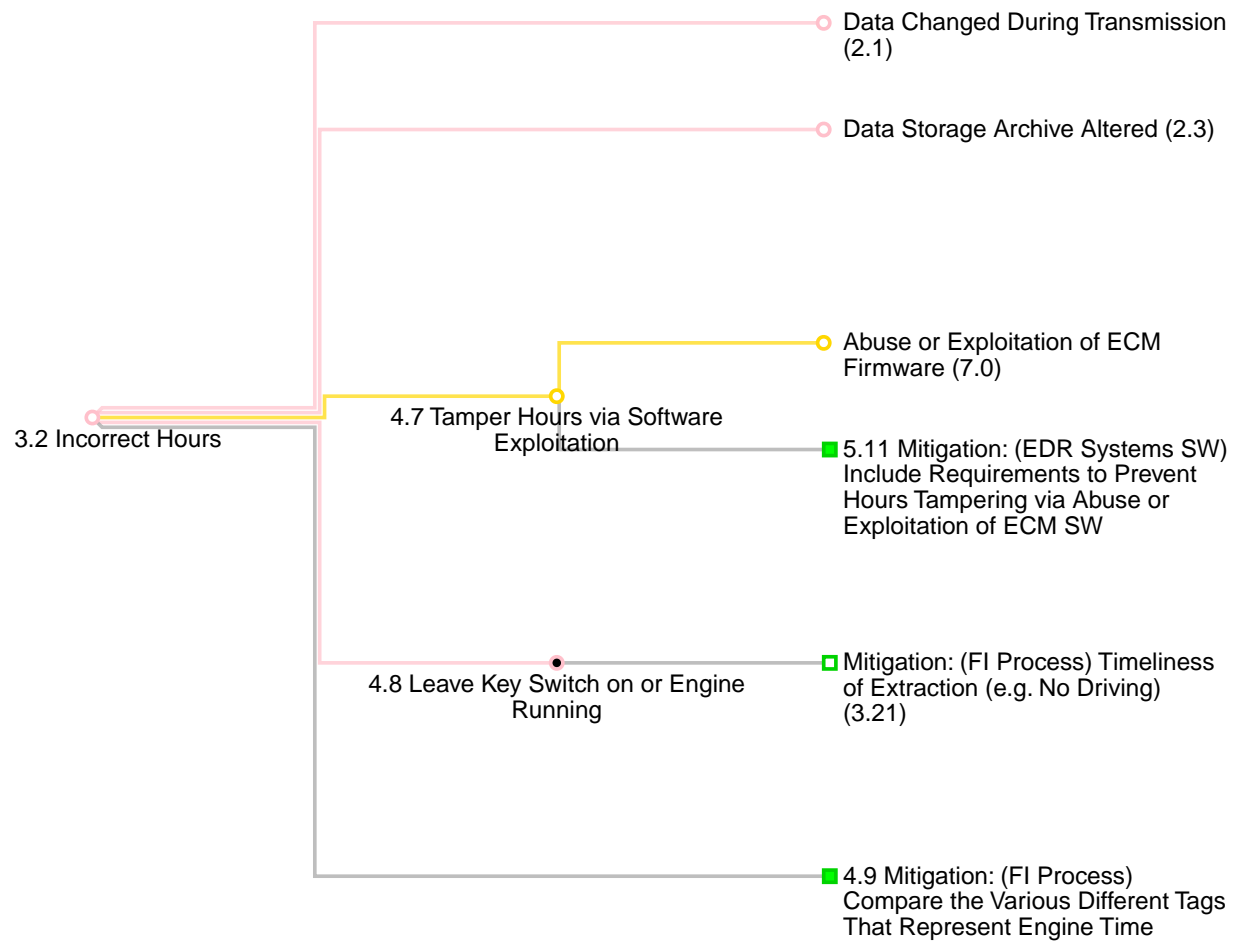 Data Changed During Transmission
(2.1)
Data Storage Archive Altered (2.3)
Abuse or Exploitation of ECM
Firmware (7.0)
4.7 Tamper Hours via Software
Exploitation
3.2 Incorrect Hours
5.11 Mitigation: (EDR Systems SW)
Include Requirements to Prevent
Hours Tampering via Abuse or
Exploitation of ECM SW
4.8 Leave Key Switch on or Engine
Running
Mitigation: (FI Process) Timeliness
of Extraction (e.g. No Driving)
(3.21)
4.9 Mitigation: (FI Process)
Compare the Various Different Tags
That Represent Engine Time